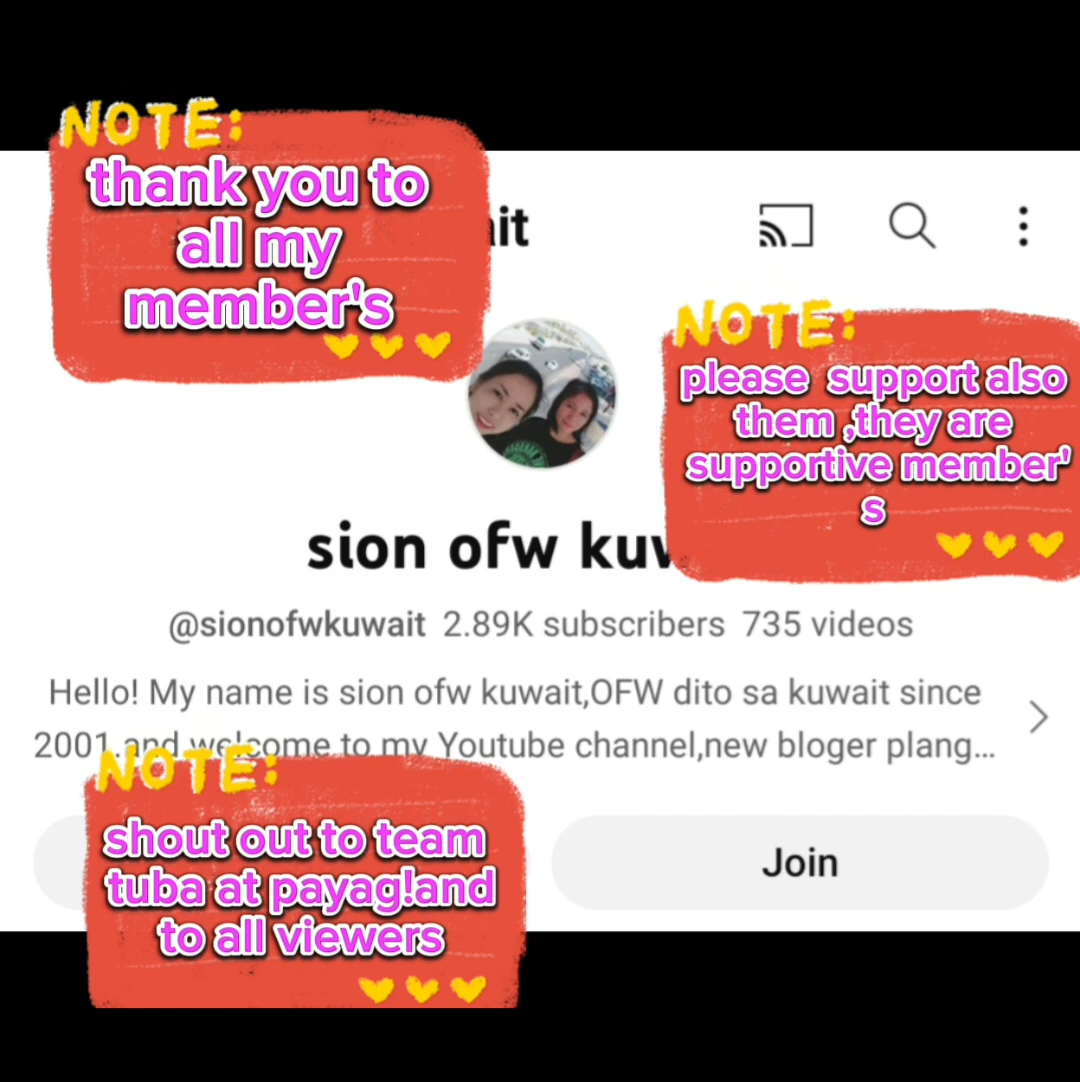 NOTE:
thank you to
all my
member's
ait
NOTE:
please support also
them ,they are
supportive member'
s
sion ofw kuw
@sionofwkuwait 2.89K subscribers 735 videos
Hello! My name is sion ofw kuwait,OFW dito sa kuwait since
2001.and welcome to my Youtube channel,new bloger plang...
NOTE:
shout out to team
tuba at payag!and
to all viewers
Join